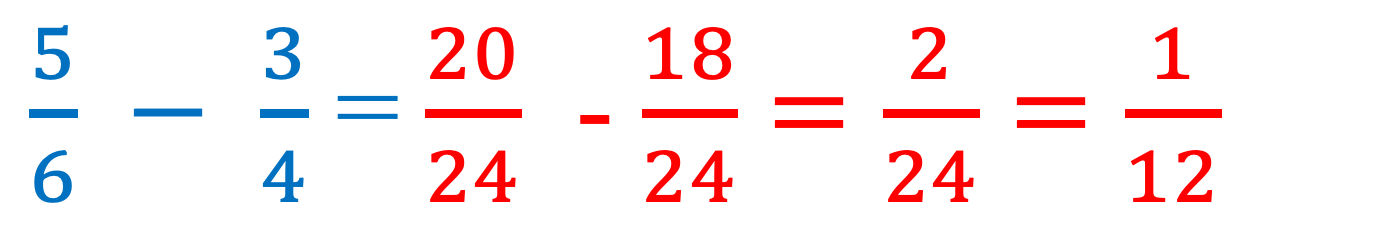 5/6 − 3/4 = 20/24 - 18/24 = 2/24 = 1/12